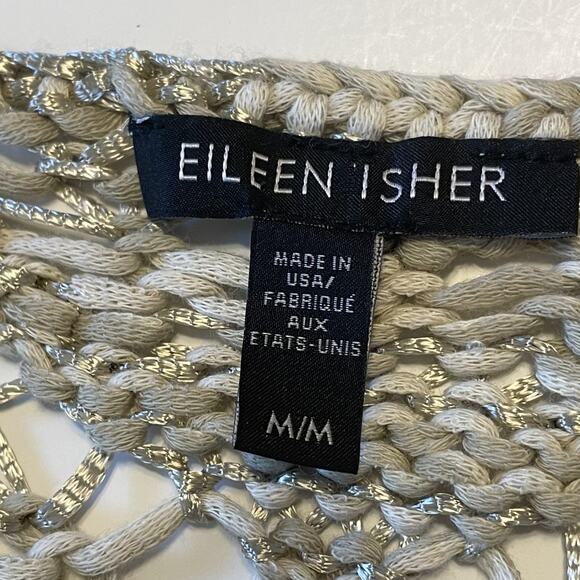 EILEEN ISHER
MADE IN
USA/
FABRIQUÉ
AUX
ETATS-UNIS
M/M